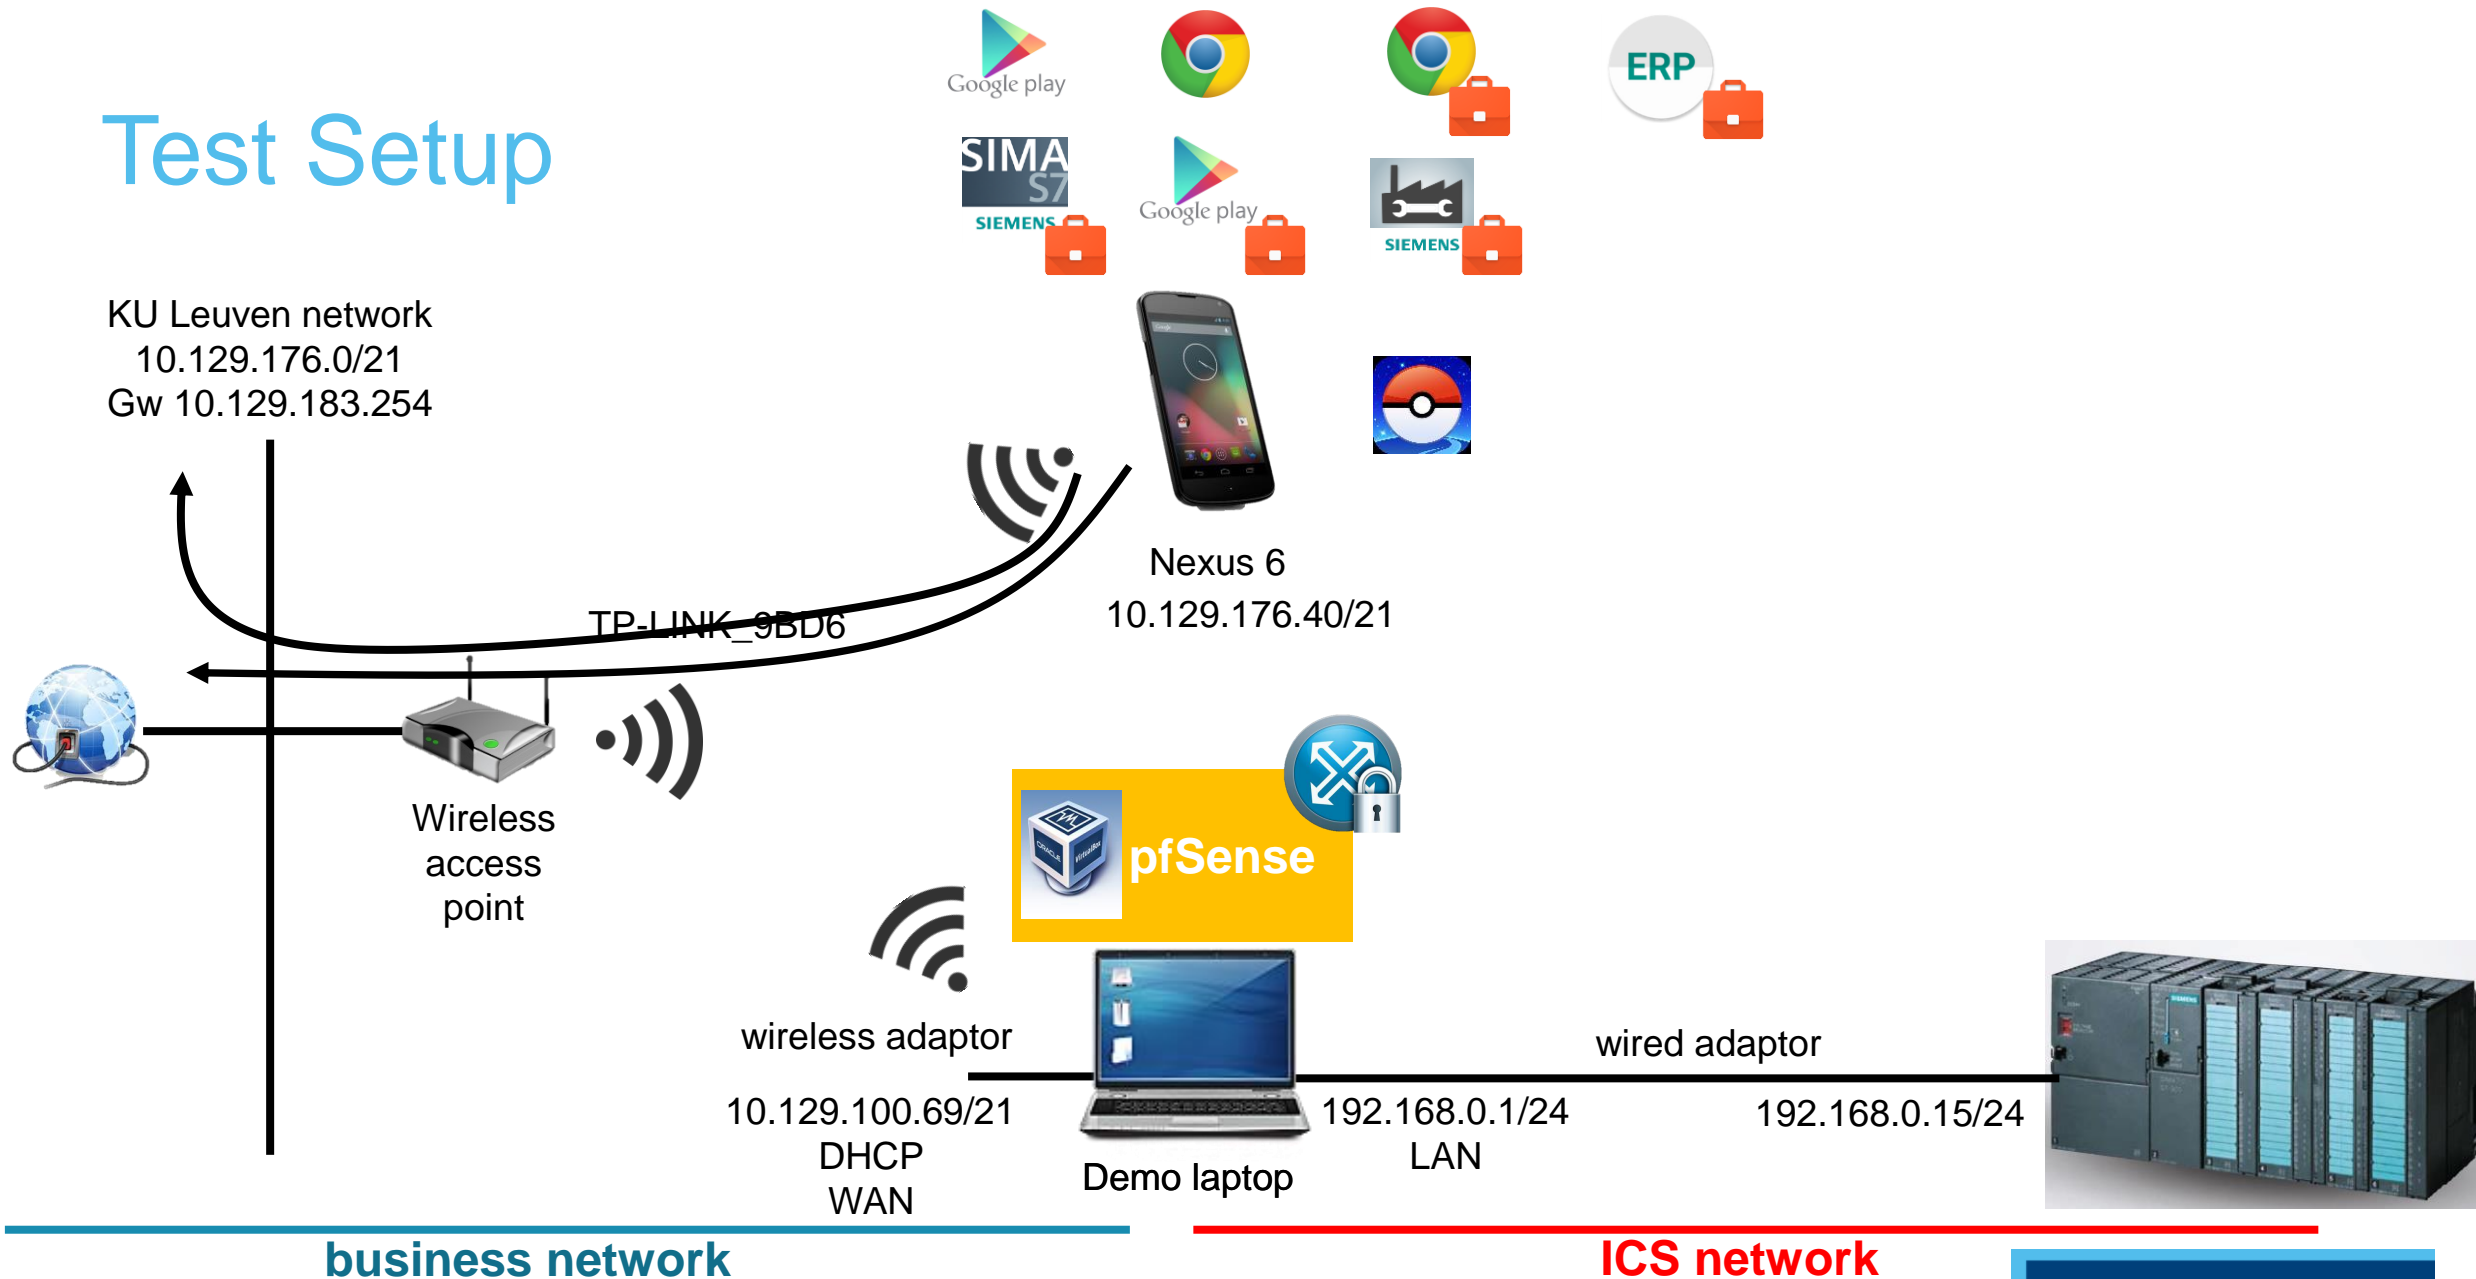 Google play
ERP
Test Setup
SIMA
S7
SIEMENS
Google play
SIEMENS
KU Leuven network
10.129.176.0/21
Gw 10.129.183.254
Nexus 6
10.129.176.40/21
TP-LINK_9BD6
Wireless
access
point
pfSense
ORACLE
VirtualBox
wireless adaptor
wired adaptor
10.129.100.69/21
DHCP
WAN
192.168.0.1/24
LAN
192.168.0.15/24
SIEMENS
Demo laptop
business network
ICS network